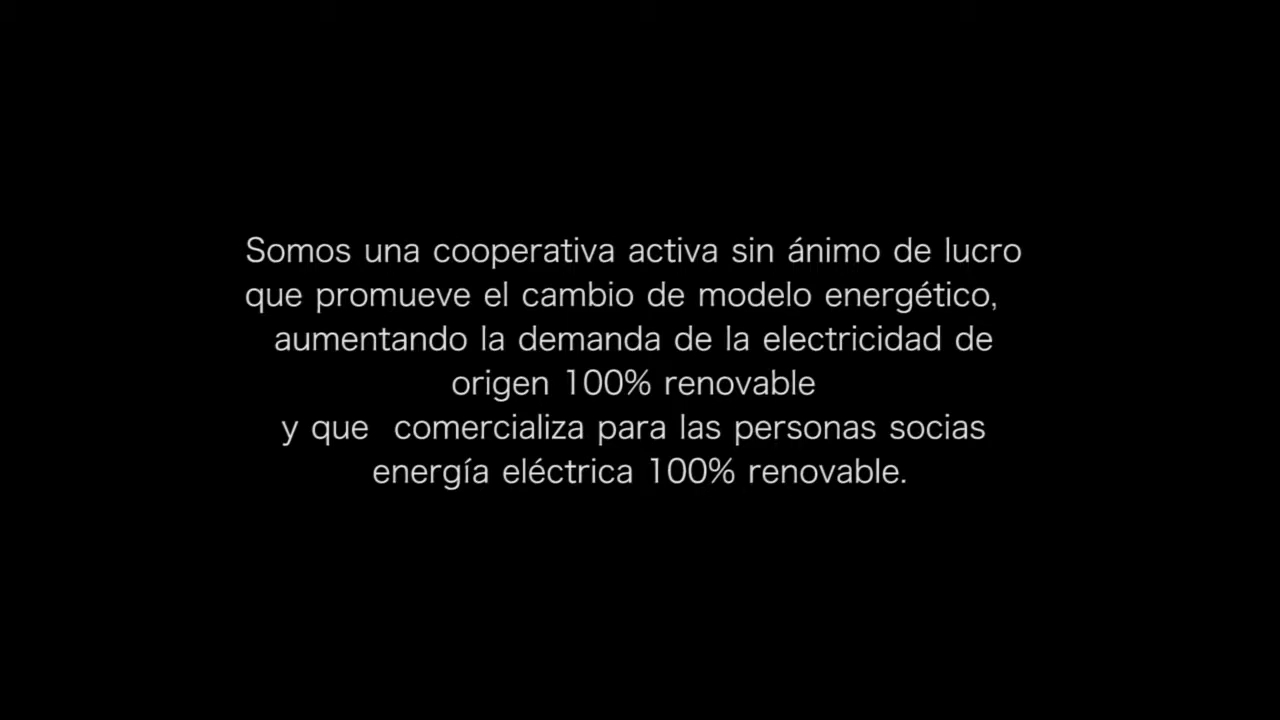 Somos una cooperativa activa sin ánimo de lucro
que promueve el cambio de modelo energético,
aumentando la demanda de la electricidad de
origen 100% renovable
y que  comercializa para las personas socias
energía eléctrica 100% renovable.